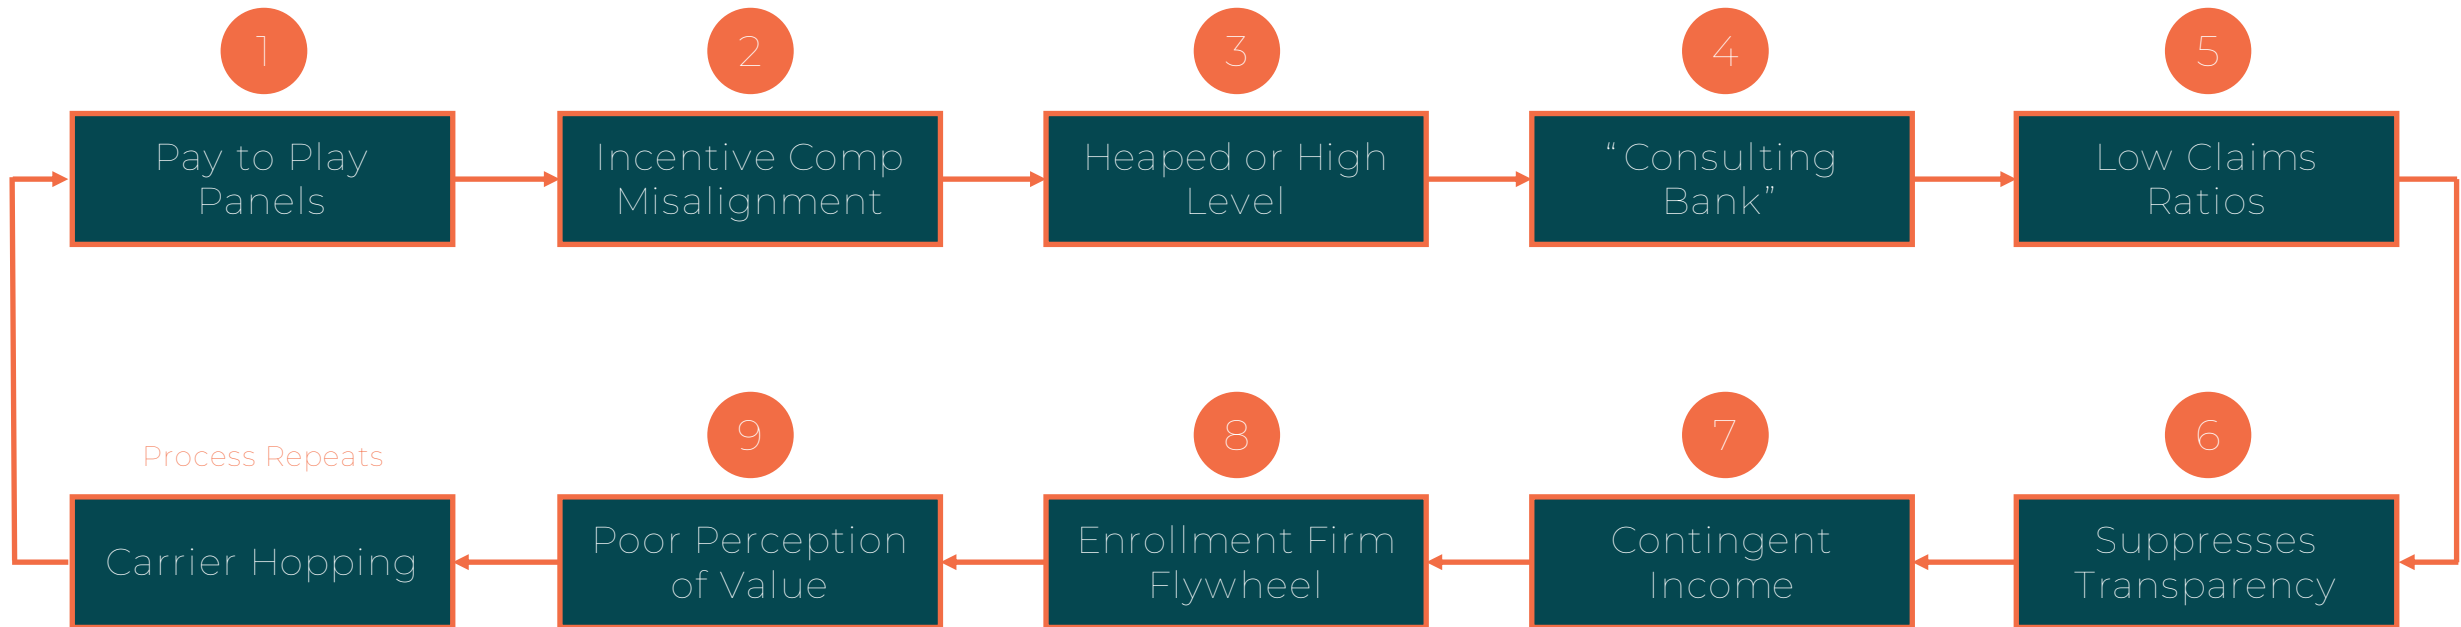 1
2
3
4
5
Pay to Play
Panels
Incentive Comp
Misalignment
Heaped or High
Level
“Consulting
Bank”
Low Claims
Ratios
6
Suppresses
Transparency
7
Contingent
Income
8
Enrollment Firm
Flywheel
9
Poor Perception
of Value
Process Repeats
Carrier Hopping